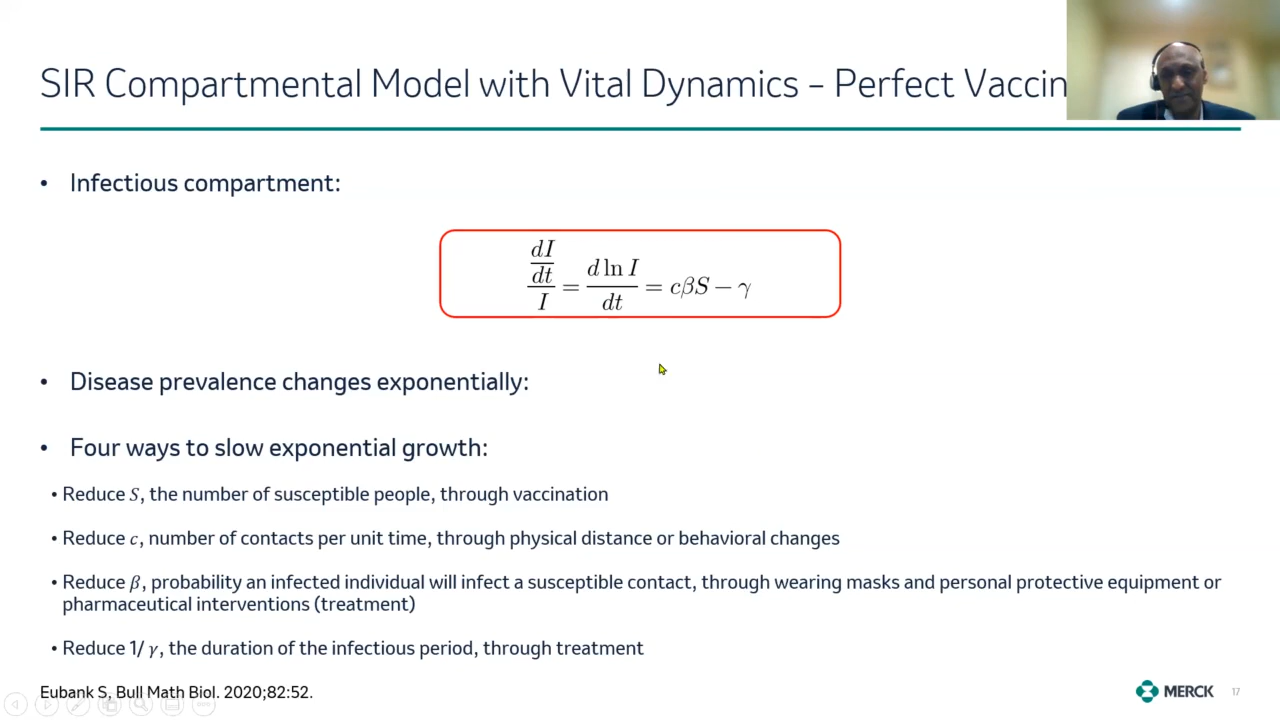 SIR Compartmental Model with Vital Dynamics – Perfect Vaccin
• Infectious compartment:
\frac{\frac{dI}{dt}}{I} = \frac{d \ln I}{dt} = cβS − γ
• Disease prevalence changes exponentially:
• Four ways to slow exponential growth:
• Reduce S, the number of susceptible people, through vaccination
• Reduce c, number of contacts per unit time, through physical distance or behavioral changes
• Reduce β, probability an infected individual will infect a susceptible contact, through wearing masks and personal protective equipment or
pharmaceutical interventions (treatment)
• Reduce 1/ γ, the duration of the infectious period, through treatment
Eubank S, Bull Math Biol. 2020;82:52.
MERCK
17